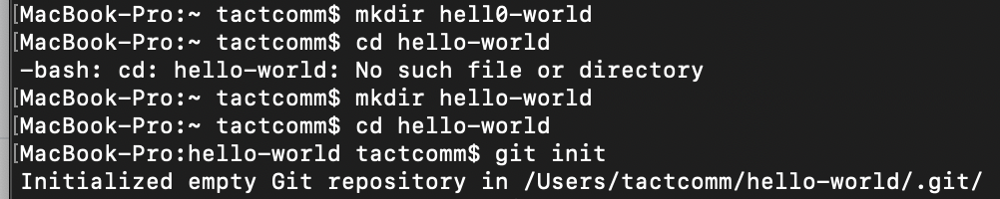 [MacBook-Pro:~ tactcomm$ mkdir hell0-world
[MacBook-Pro:~ tactcomm$ cd hello-world
-bash: cd: hello-world: No such file or directory
[MacBook-Pro:~ tactcomm$ mkdir hello-world
[MacBook-Pro:~ tactcomm$ cd hello-world
[MacBook-Pro:hello-world tactcomm$ git init
Initialized empty Git repository in /Users/tactcomm/hello-world/.git/